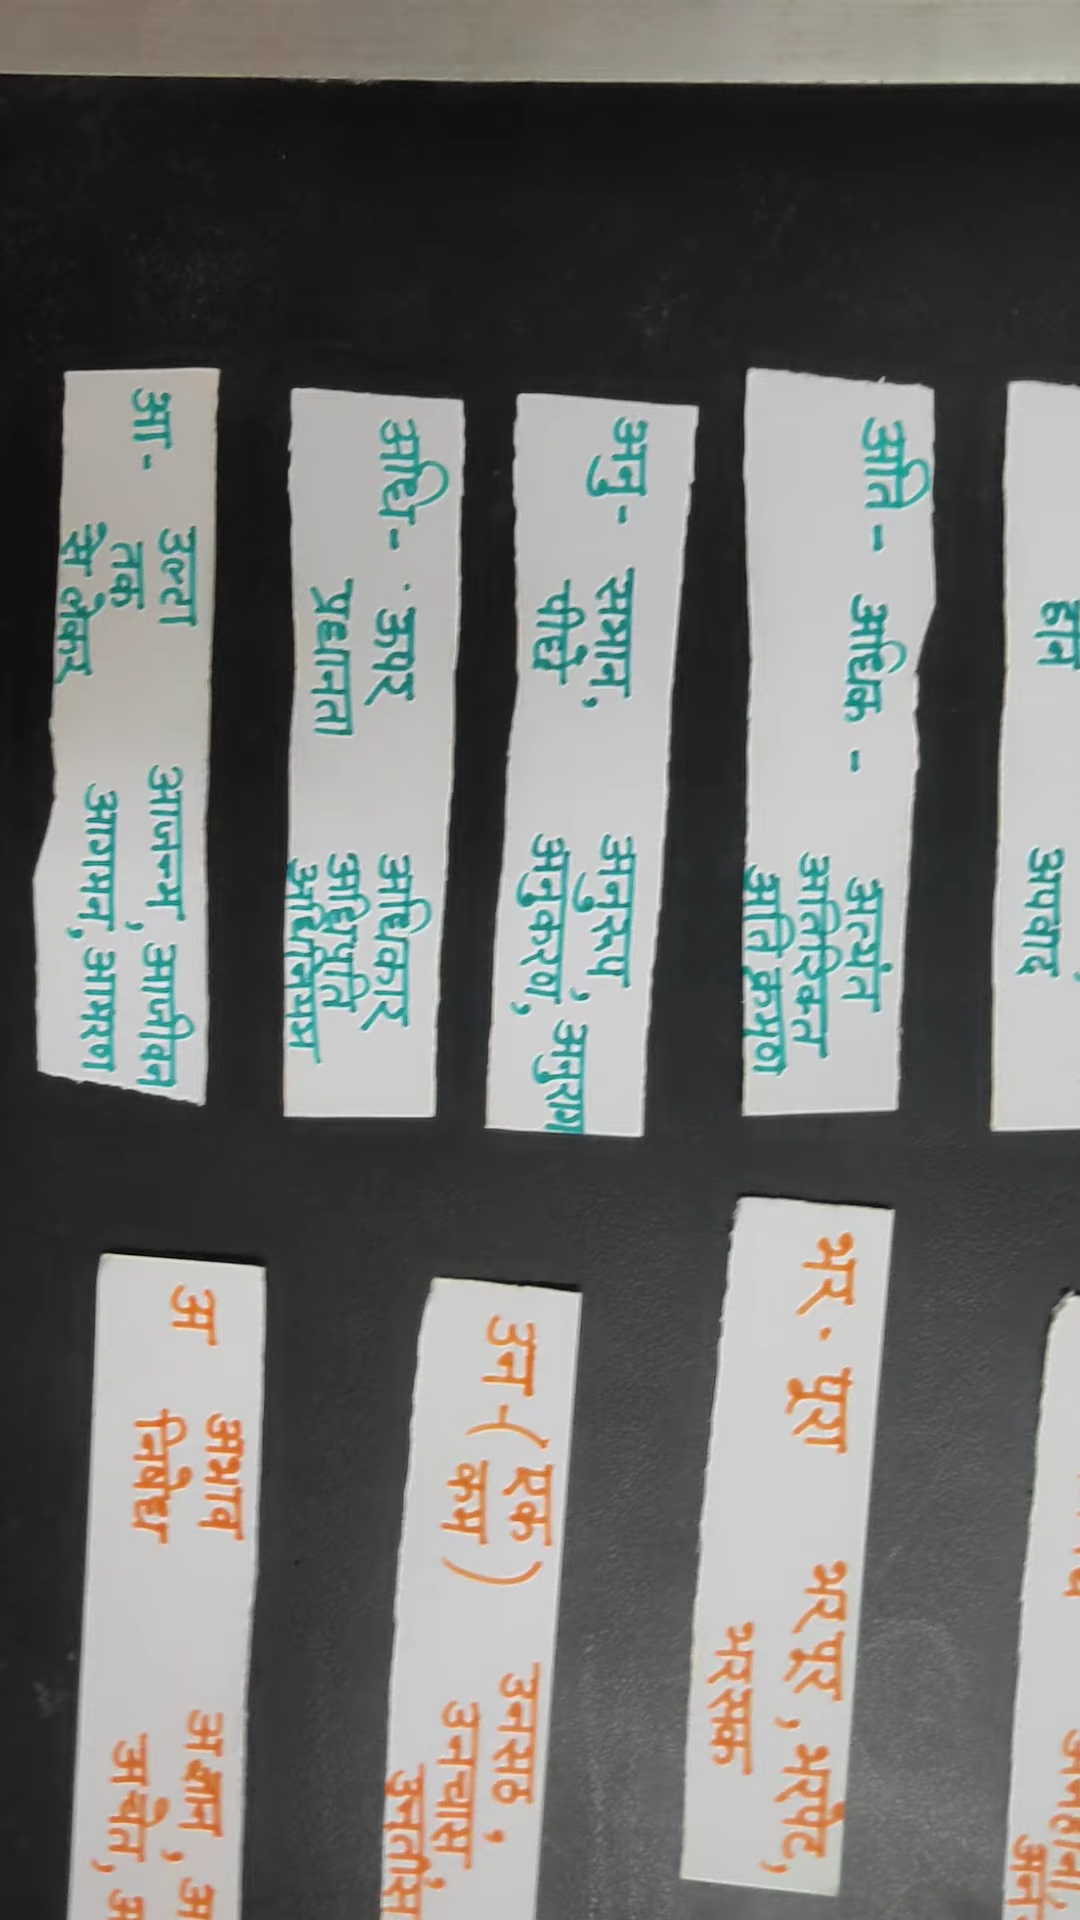 हीन
अपवाद
अति - अधिक -
अत्यंत
अतिरिक्त
अतिक्रमण
अनु - समान,
पीछे
अनुरूप, अनुराग
अनुकरण,
अधि - ऊपर
प्रधानता
अधिकार
अधिपति
अधिनियम
आ - उल्टा
तक
से लेकर
आजन्म, आजीवन
आगमन, आमरण
भर - पूरा
भरपूर, भरपेट,
भरसक
उन - ( एक
कम )
उनसठ,
उनचास
उनतीस
अ अभाव
निषेध
अज्ञान,
अचेत,